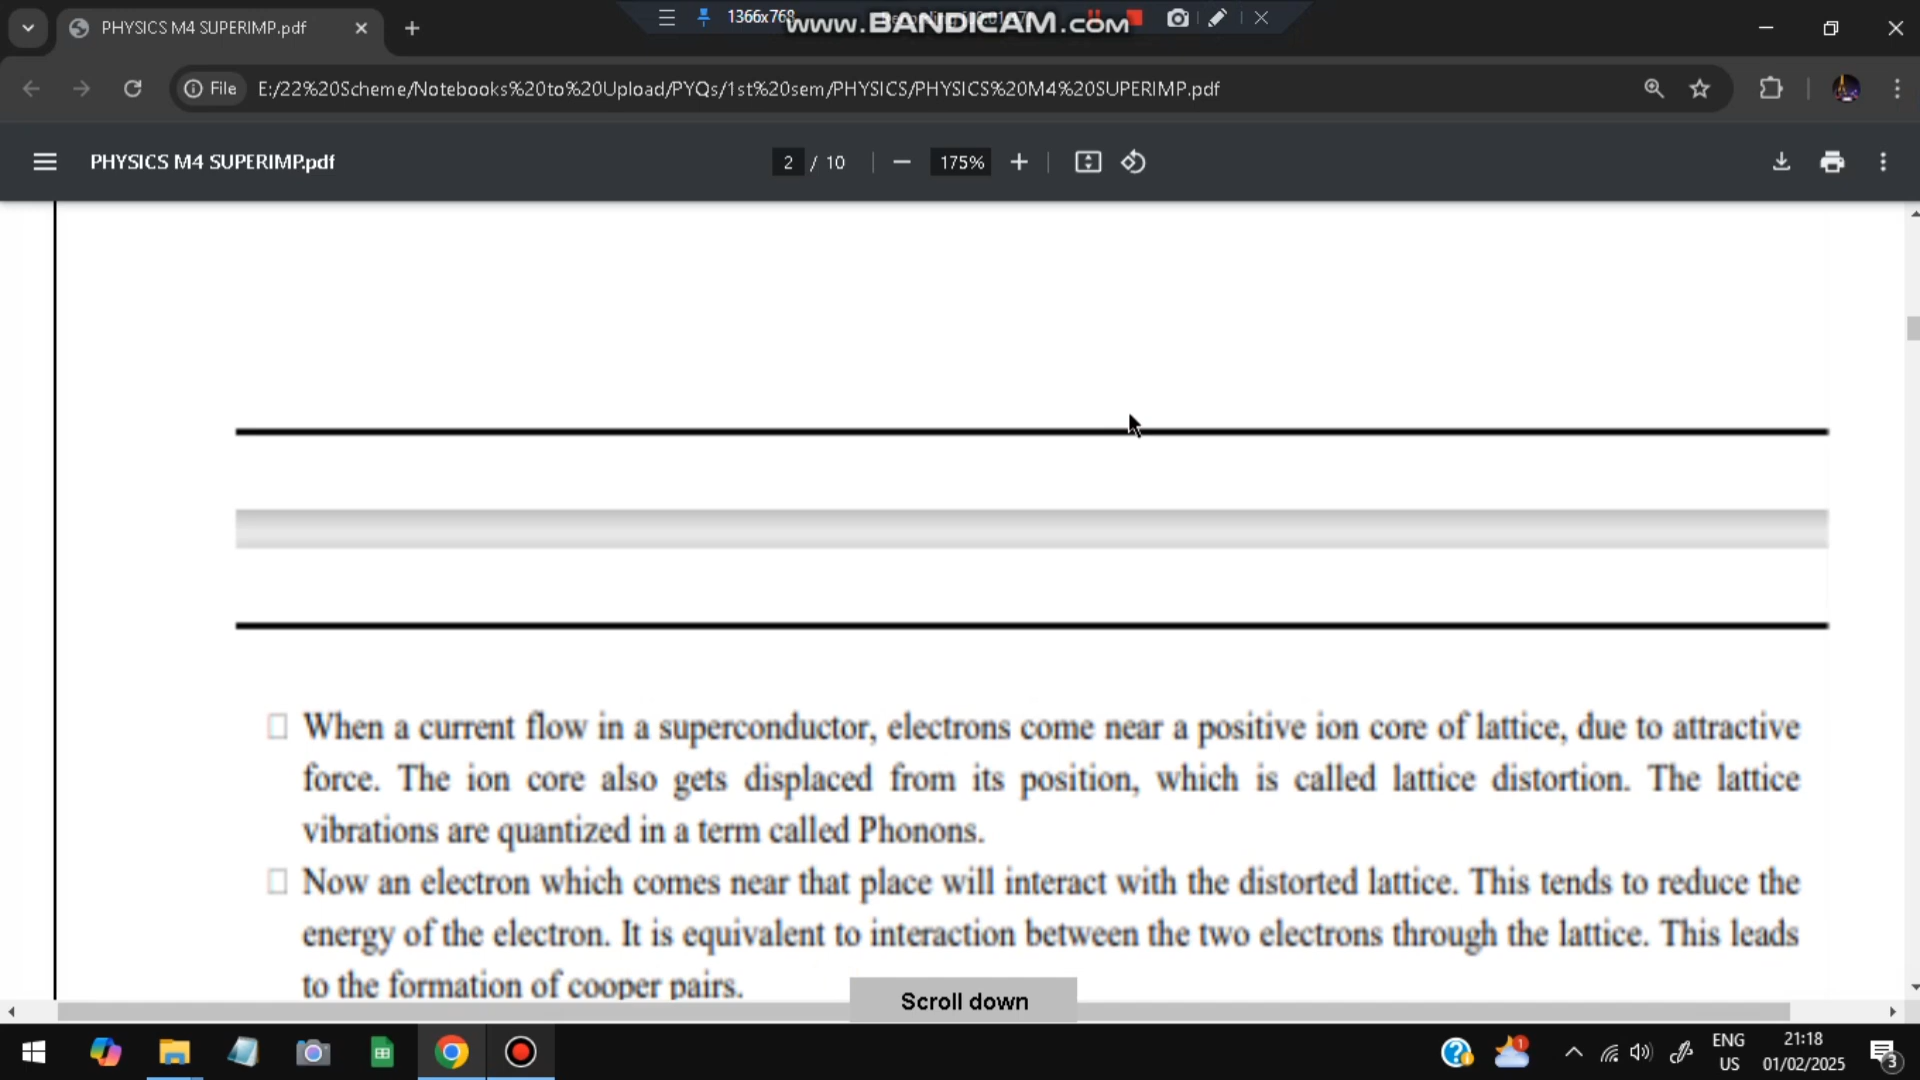 PHYSICS M4 SUPERIMP.pdf
1366x768
www.BANDICAM.com
File
E:/22%20Scheme/Notebooks%20to%20Upload/PYQs/1st%20sem/PHYSICS/PHYSICS%20M4%20SUPERIMP.pdf
PHYSICS M4 SUPERIMP.pdf
2 / 10
175%
When a current flow in a superconductor, electrons come near a positive ion core of lattice, due to attractive
force. The ion core also gets displaced from its position, which is called lattice distortion. The lattice
vibrations are quantized in a term called Phonons.
Now an electron which comes near that place will interact with the distorted lattice. This tends to reduce the
energy of the electron. It is equivalent to interaction between the two electrons through the lattice. This leads
to the formation of cooper pairs.
Scroll down
1
ENG
US
21:18
01/02/2025
3